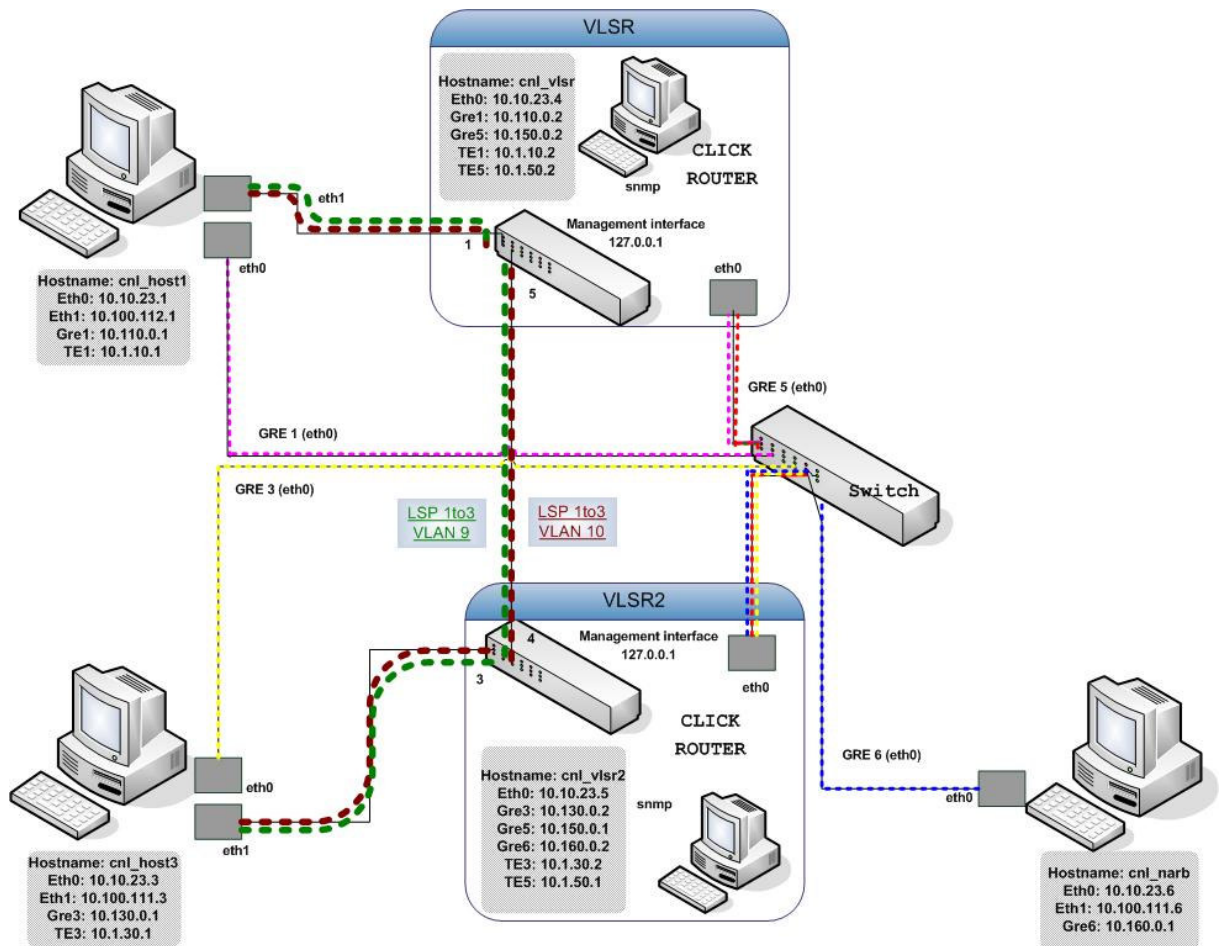 VLSR
Hostname: cnl_vlsr
Eth0: 10.10.23.4
Gre1: 10.110.0.2
Gre5: 10.150.0.2
TE1: 10.1.10.2
TE5: 10.1.50.2
snmp
CLICK
ROUTER
Management interface
127.0.0.1
1
5
eth0
eth1
eth0
Hostname: cnl_host1
Eth0: 10.10.23.1
Eth1: 10.100.112.1
Gre1: 10.110.0.1
TE1: 10.1.10.1
GRE 5 (eth0)
GRE 1 (eth0)
GRE 3 (eth0)
Switch
LSP 1to3
VLAN 9
LSP 1to3
VLAN 10
VLSR2
4
3
Management interface
127.0.0.1
eth0
CLICK
ROUTER
Hostname: cnl_vlsr2
Eth0: 10.10.23.5
Gre3: 10.130.0.2
Gre5: 10.150.0.1
Gre6: 10.160.0.2
TE3: 10.1.30.2
TE5: 10.1.50.1
snmp
GRE 6 (eth0)
eth0
eth0
eth1
Hostname: cnl_host3
Eth0: 10.10.23.3
Eth1: 10.100.111.3
Gre3: 10.130.0.1
TE3: 10.1.30.1
Hostname: cnl_narb
Eth0: 10.10.23.6
Eth1: 10.100.111.6
Gre6: 10.160.0.1